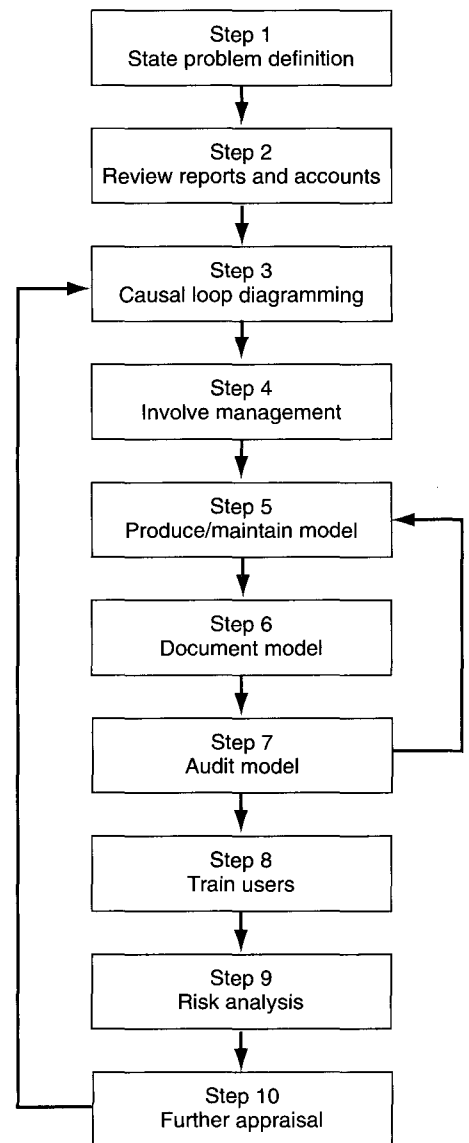 Step 1
State problem definition
Step 2
Review reports and accounts
Step 3
Causal loop diagramming
Step 4
Involve management
Step 5
Produce/maintain model
Step 6
Document model
Step 7
Audit model
Step 8
Train users
Step 9
Risk analysis
Step 10
Further appraisal